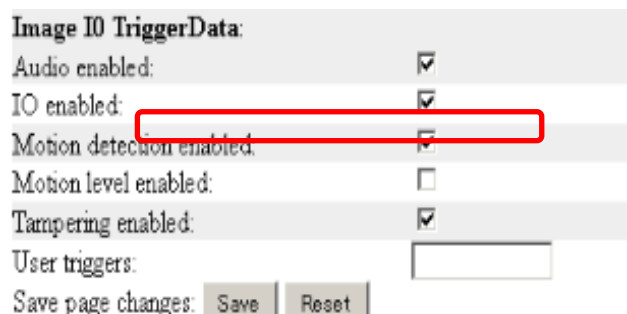 Image I0 TriggerData:
Audio enabled:
IO enabled:
Motion detection enabled:
Motion level enabled:
Tampering enabled:
User triggers:
Save page changes: Save Reset